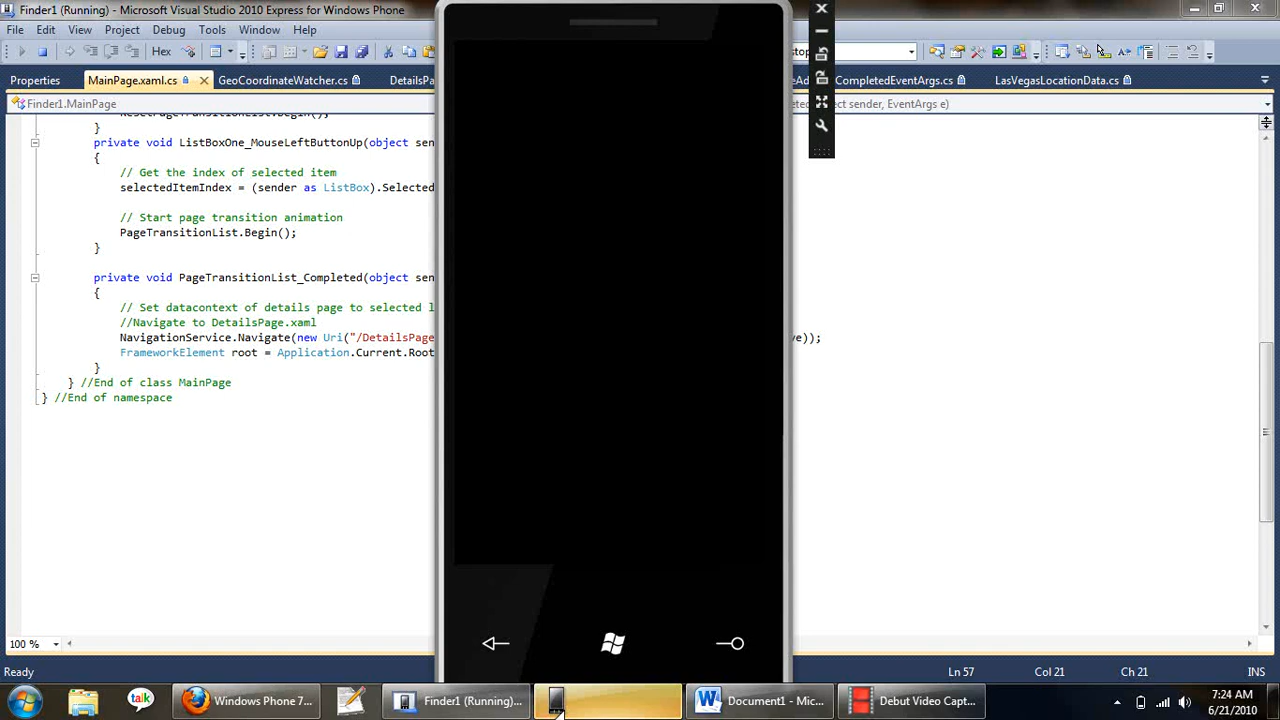 Finder1 (Running) - Microsoft Visual Studio 2010 Express for Windows Phone
File Edit View Project Debug Tools Window Help
Hex
Properties MainPage.xaml.cs GeoCoordinateWatcher.cs DetailsPa CompletedEventArgs.cs LasVegasLocationData.cs
Finder1.MainPage sender, EventArgs e)
}
private void ListBoxOne_MouseLeftButtonUp(object sen
{
// Get the index of selected item
selectedItemIndex = (sender as ListBox).Selected
// Start page transition animation
PageTransitionList.Begin();
}
private void PageTransitionList_Completed(object sen
{
// Set datacontext of details page to selected l
//Navigate to DetailsPage.xaml
NavigationService.Navigate(new Uri("/DetailsPage ve));
FrameworkElement root = Application.Current.Root
}
} //End of class MainPage
} //End of namespace
100 %
Ready Ln 57 Col 21 Ch 21 INS
talk Windows Phone 7... Finder1 (Running)... Document1 - Mic... Debut Video Capt...
7:24 AM
6/21/2010